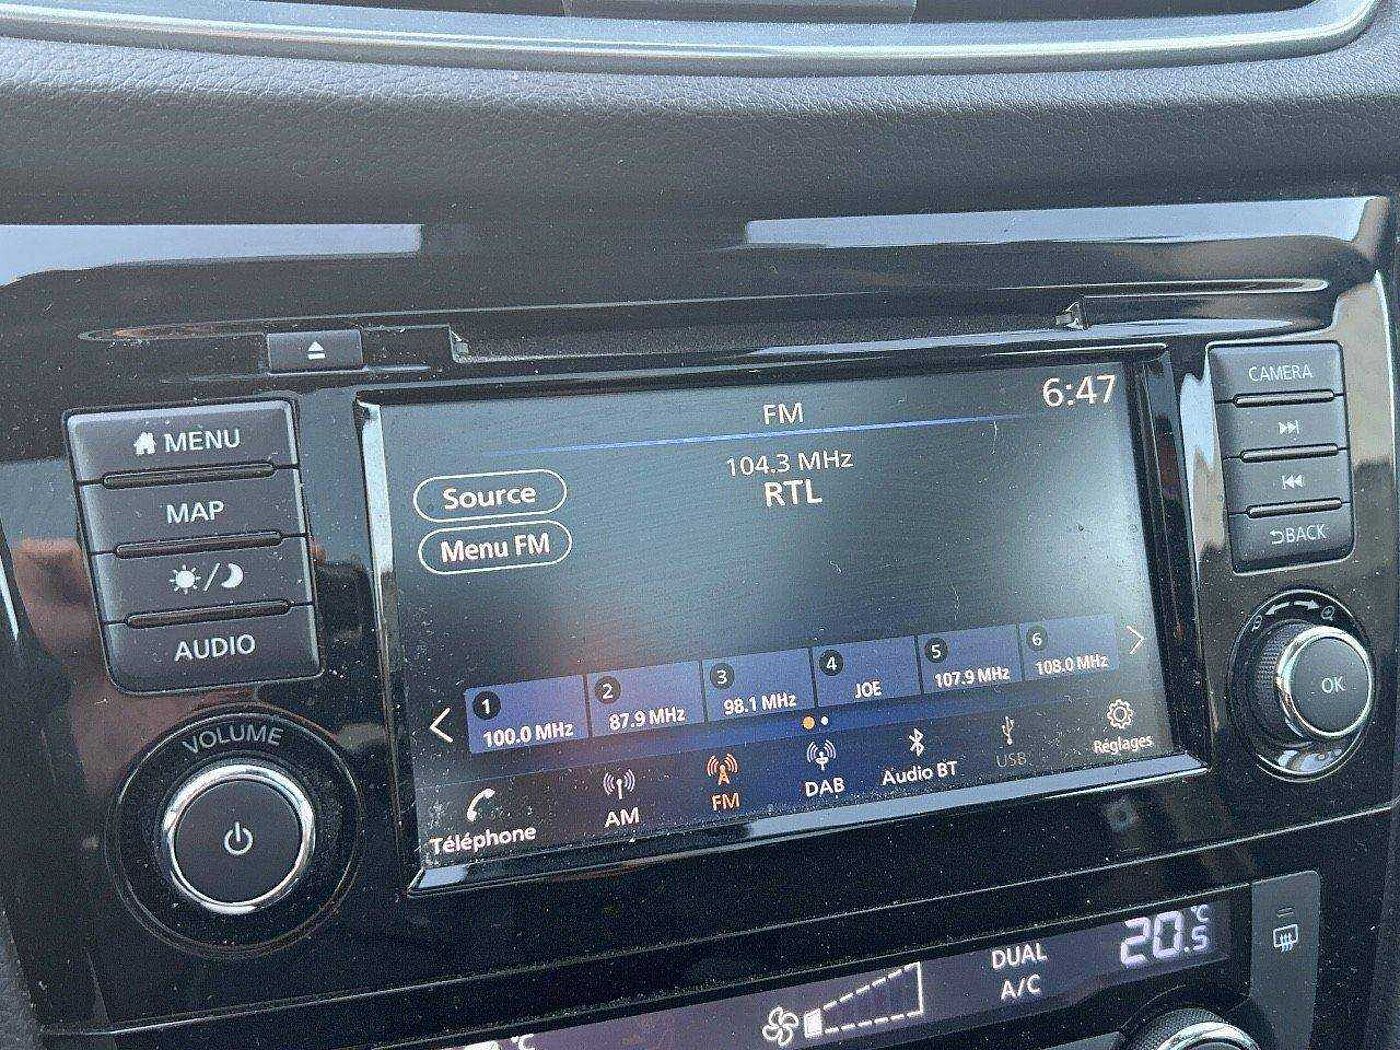 MENU
MAP
AUDIO
VOLUME
FM
6:47
104.3 MHz
RTL
Source
Menu FM
1
100.0 MHz
2
87.9 MHz
3
98.1 MHz
4
JOE
5
107.9 MHz
6
108.0 MHz
Téléphone
AM
FM
DAB
Audio BT
USB
Réglages
CAMERA
BACK
OK
DUAL
A/C
20.5 °C
°C